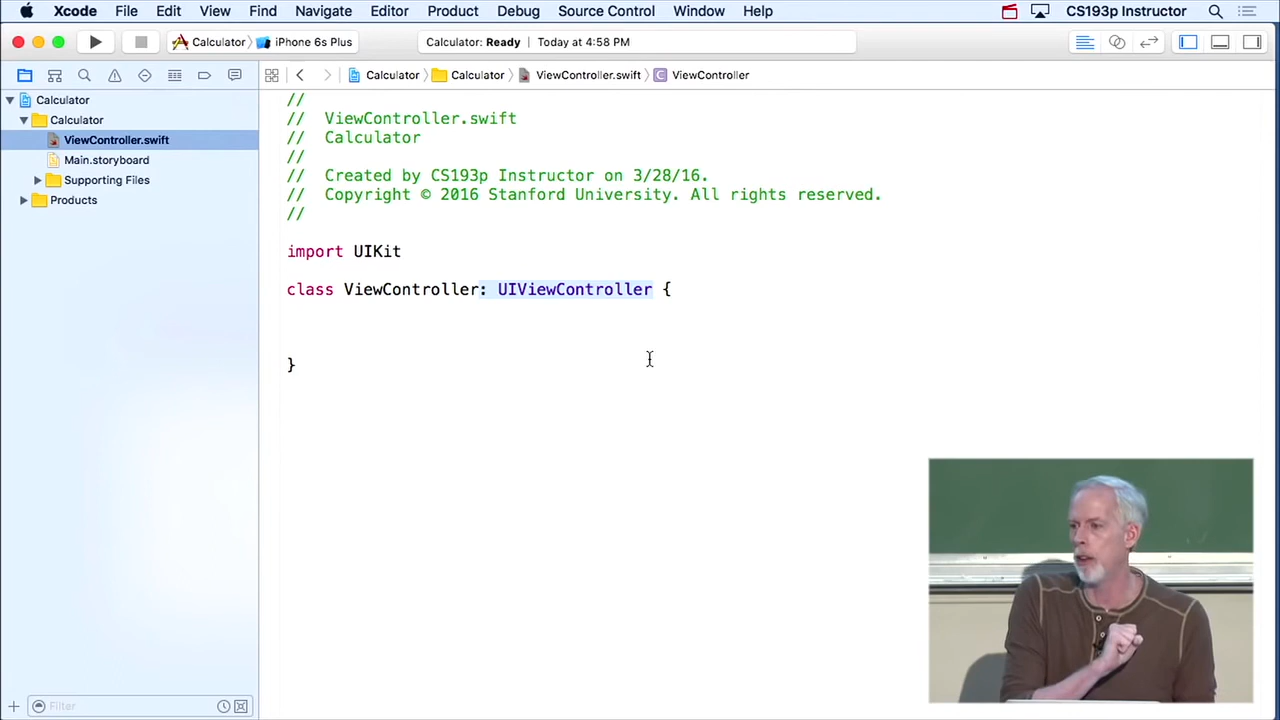 Xcode File Edit View Find Navigate Editor Product Debug Source Control Window Help CS193p Instructor
Calculator iPhone 6s Plus Calculator: Ready Today at 4:58 PM
Calculator Calculator ViewController.swift C ViewController
Calculator
Calculator
ViewController.swift
Main.storyboard
Supporting Files
Products
//
// ViewController.swift
// Calculator
//
// Created by CS193p Instructor on 3/28/16.
// Copyright © 2016 Stanford University. All rights reserved.
//
import UIKit
class ViewController: UIViewController {
}
Filter